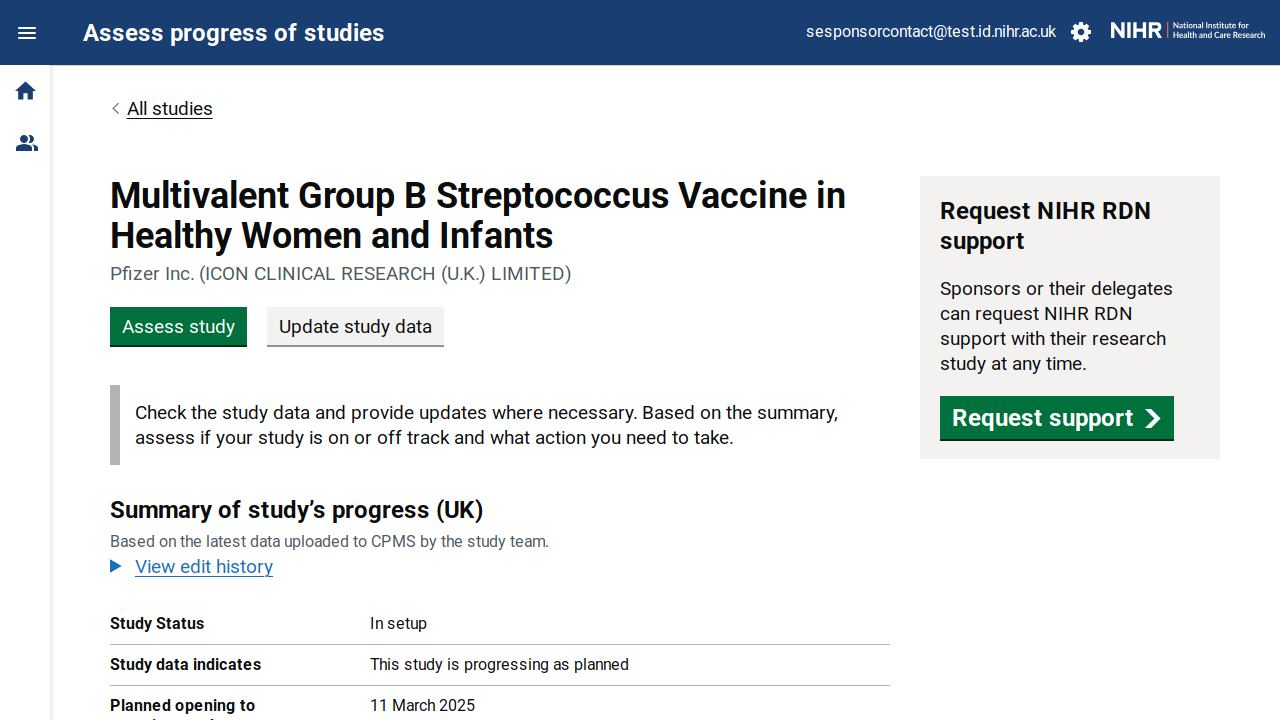 Assess progress of studies
sesponsorcontact@test.id.nihr.ac.uk
NIHR
National Institute for
Health and Care Research
All studies
Multivalent Group B Streptococcus Vaccine in
Healthy Women and Infants
Pfizer Inc. (ICON CLINICAL RESEARCH (U.K.) LIMITED)
Assess study
Update study data
Check the study data and provide updates where necessary. Based on the summary,
assess if your study is on or off track and what action you need to take.
Summary of study’s progress (UK)
Based on the latest data uploaded to CPMS by the study team.
View edit history
Study Status
In setup
Study data indicates
This study is progressing as planned
Planned opening to
11 March 2025
Request NIHR RDN
support
Sponsors or their delegates
can request NIHR RDN
support with their research
study at any time.
Request support